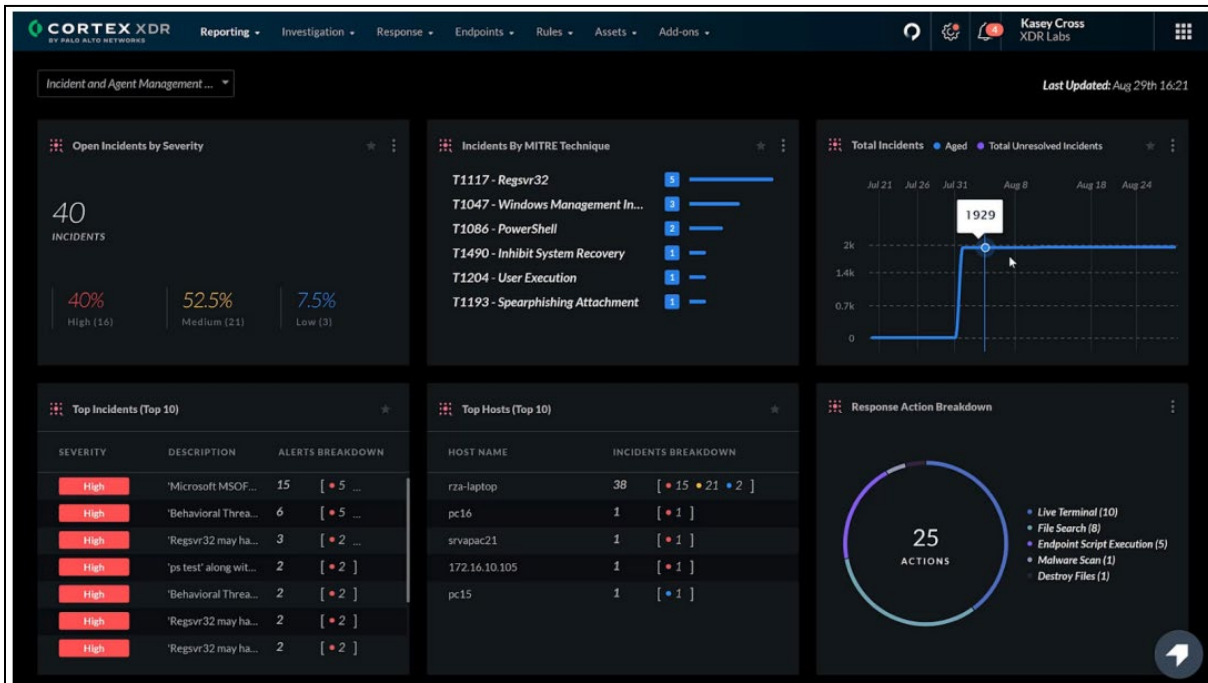 CORTEX XDR
BY PALO ALTO NETWORKS
Reporting Investigation Response Endpoints Rules Assets Add-ons
4
Kasey Cross
XDR Labs
Incident and Agent Management ...
Last Updated: Aug 29th 16:21
Open Incidents by Severity
40
INCIDENTS
40% 52.5% 7.5%
High (16) Medium (21) Low (3)
Incidents By MITRE Technique
T1117 - Regsvr32 5
T1047 - Windows Management In... 3
T1086 - PowerShell 2
T1490 - Inhibit System Recovery 1
T1204 - User Execution 1
T1193 - Spearphishing Attachment 1
Total Incidents Aged Total Unresolved Incidents
Jul 21 Jul 26 Jul 31 Aug 8 Aug 18 Aug 24
1929
2k
1.4k
0.7k
0
Top Incidents (Top 10)
SEVERITY DESCRIPTION ALERTS BREAKDOWN
High 'Microsoft MSOF... 15 [ • 5 ...
High 'Behavioral Threa... 6 [ • 5 ...
High 'Regsvr32 may ha... 3 [ • 2 ...
High 'ps test' along wit... 2 [ • 2 ]
High 'Behavioral Threa... 2 [ • 2 ]
High 'Regsvr32 may ha... 2 [ • 2 ]
High 'Regsvr32 may ha... 2 [ • 2 ]
Top Hosts (Top 10)
HOST NAME INCIDENTS BREAKDOWN
rza-laptop 38 [ • 15 • 21 • 2 ]
pc16 1 [ • 1 ]
srvapac21 1 [ • 1 ]
172.16.10.105 1 [ • 1 ]
pc15 1 [ • 1 ]
Response Action Breakdown
25
ACTIONS
Live Terminal (10)
File Search (8)
Endpoint Script Execution (5)
Malware Scan (1)
Destroy Files (1)